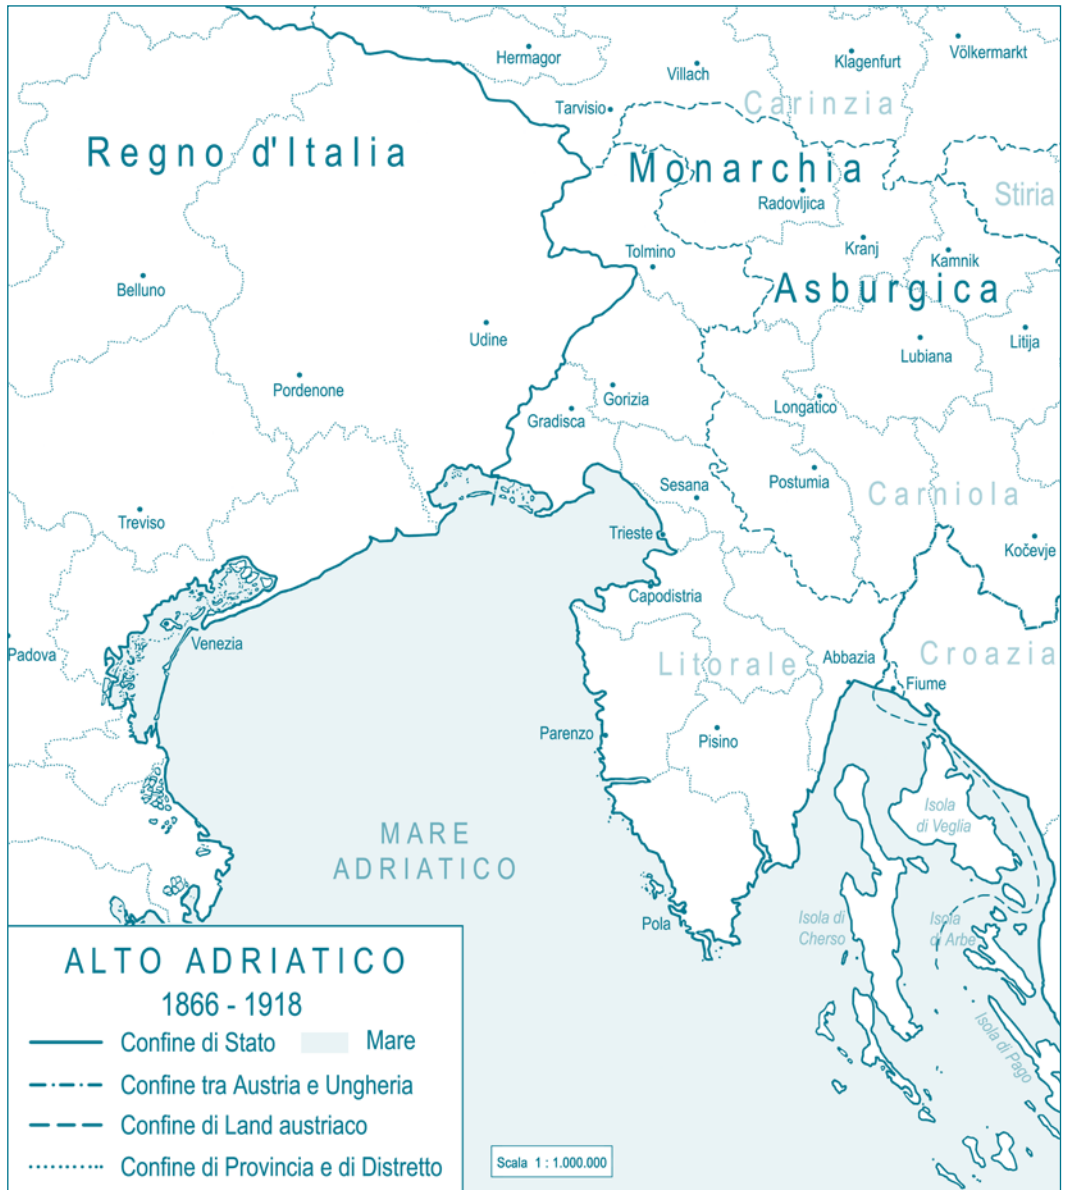 Hermagor
Villach
Klagenfurt
Völkermarkt
Tarvisio
Carinzia
Regno d'Italia
Monarchia
Radovljica
Stiria
Tolmino
Kranj
Kamnik
Belluno
Asburgica
Udine
Lubiana
Litija
Pordenone
Gorizia
Longatico
Gradisca
Sesana
Postumia
Carniola
Treviso
Trieste
Kočevje
Capodistria
Venezia
Padova
Litorale
Abbazia
Croazia
Fiume
Parenzo
Pisino
Isola
di Veglia
MARE
ADRIATICO
Pola
Isola di
Cherso
Isola
di Arbe
Isola di Pago
ALTO ADRIATICO
1866 - 1918
Confine di Stato
Mare
Confine tra Austria e Ungheria
Confine di Land austriaco
Confine di Provincia e di Distretto
Scala 1 : 1.000.000